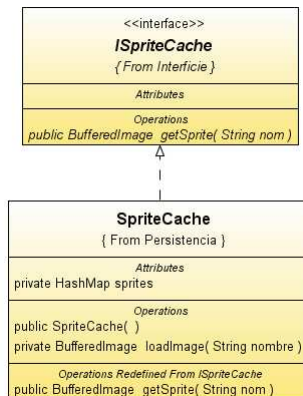 <<interface>>
ISpriteCache
{ From Interficie }
Attributes
Operations
public BufferedImage getSprite( String nom )
SpriteCache
{ From Persistencia }
Attributes
private HashMap sprites
Operations
public SpriteCache( )
private BufferedImage loadImage( String nombre )
Operations Redefined From ISpriteCache
public BufferedImage getSprite( String nom )